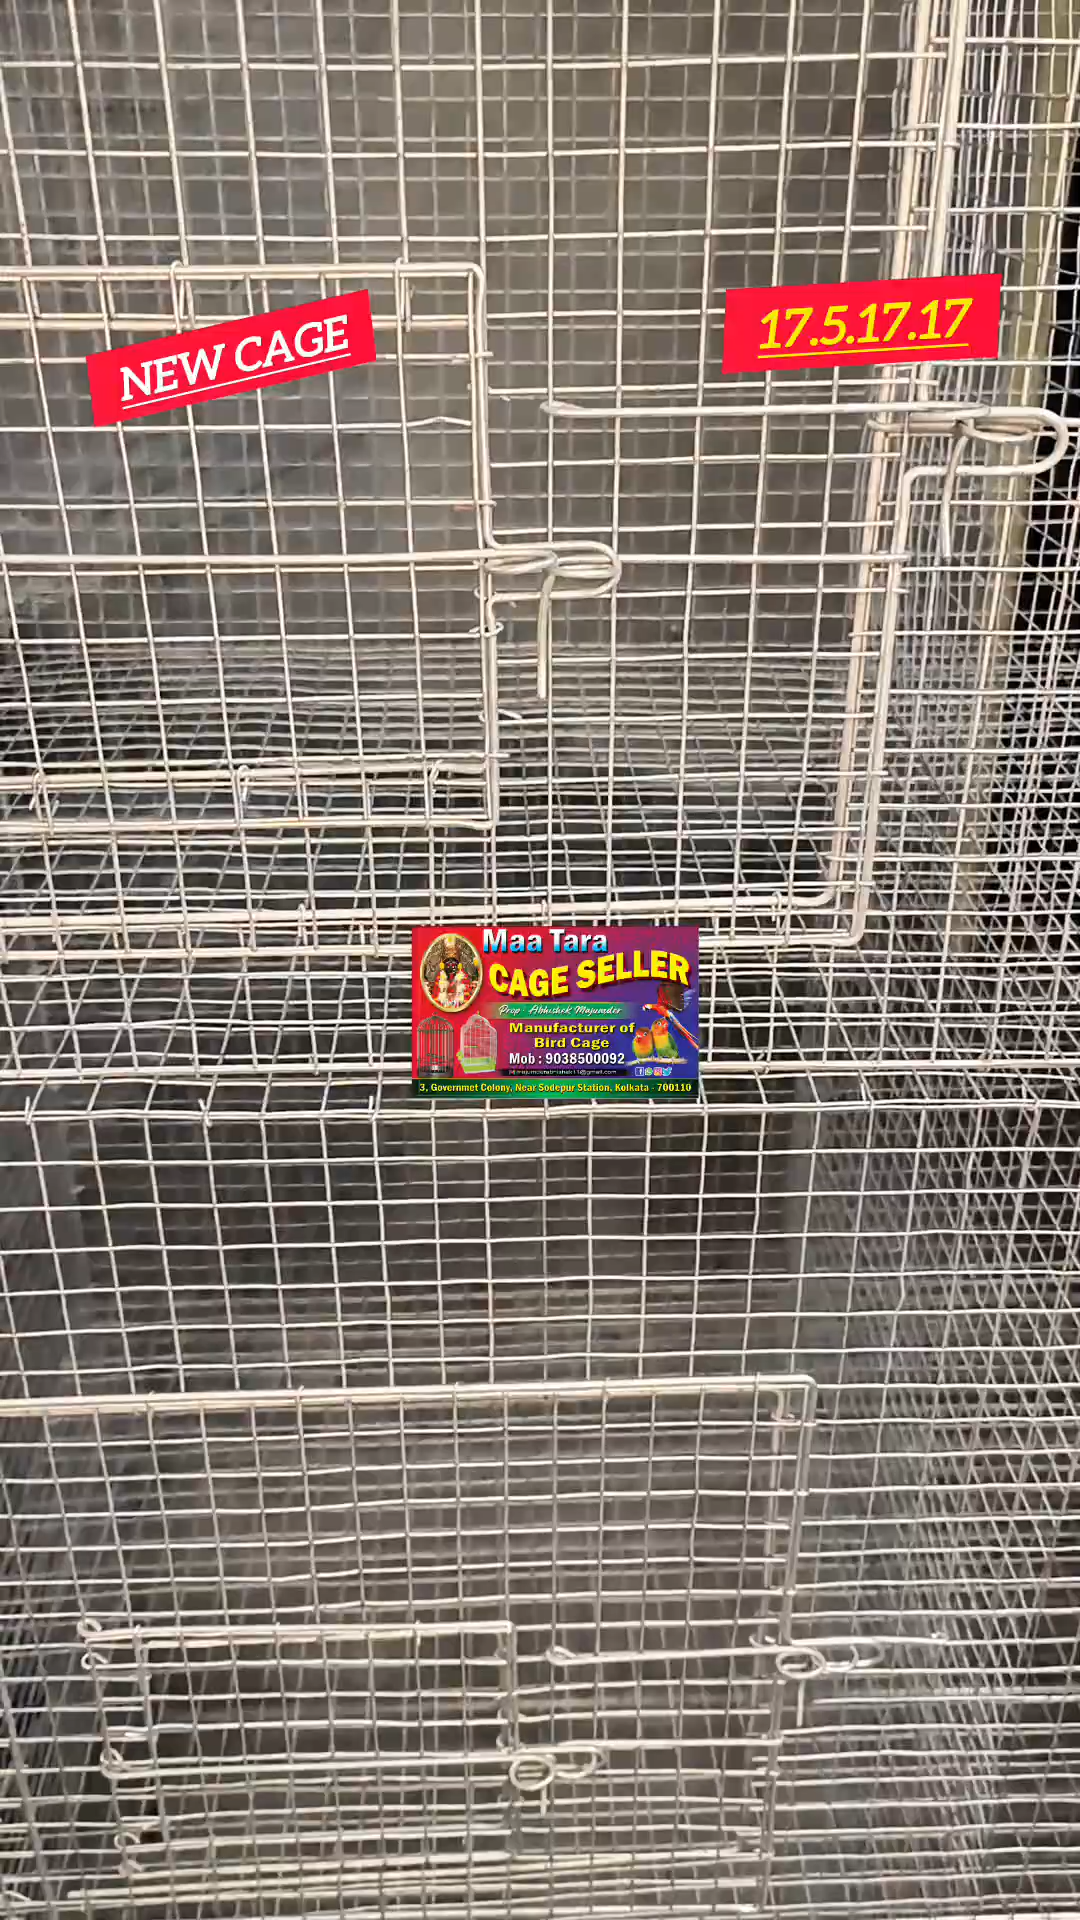 NEW CAGE
17.5.17.17
Maa Tara
CAGE SELLER
Prop - Abhishek Majumder
Manufacturer of
Bird Cage
Mob : 9038500092
3, Governmet Colony, Near Sodepur Station, Kolkata - 700110